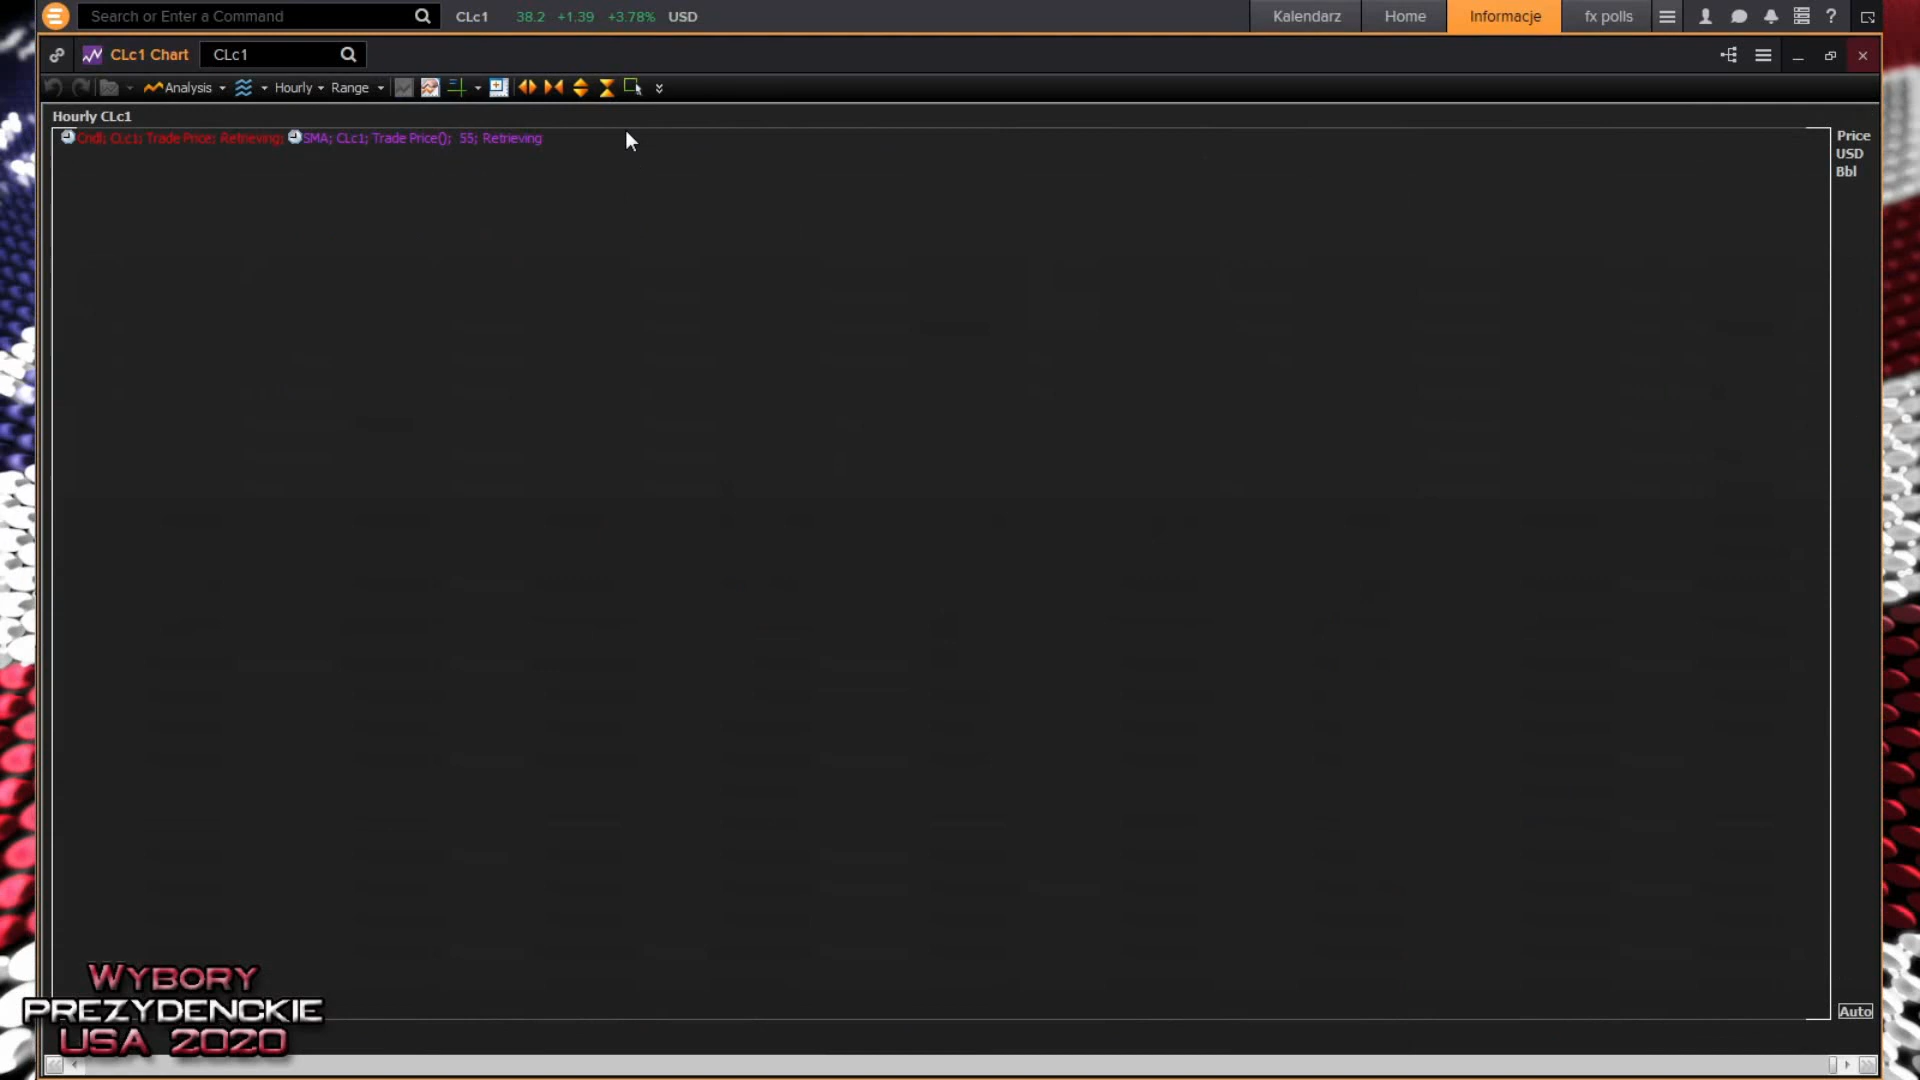 Search or Enter a Command CLc1 38.2 +1.39 +3.78% USD Kalendarz Home Informacje fx polls ?
CLc1 Chart CLc1
Analysis Hourly Range
Hourly CLc1
Cndl; CLc1; Trade Price; Retrieving; SMA; CLc1; Trade Price(); 55; Retrieving
Price
USD
Bbl
Auto
WYBORY
PREZYDENCKIE
USA 2020